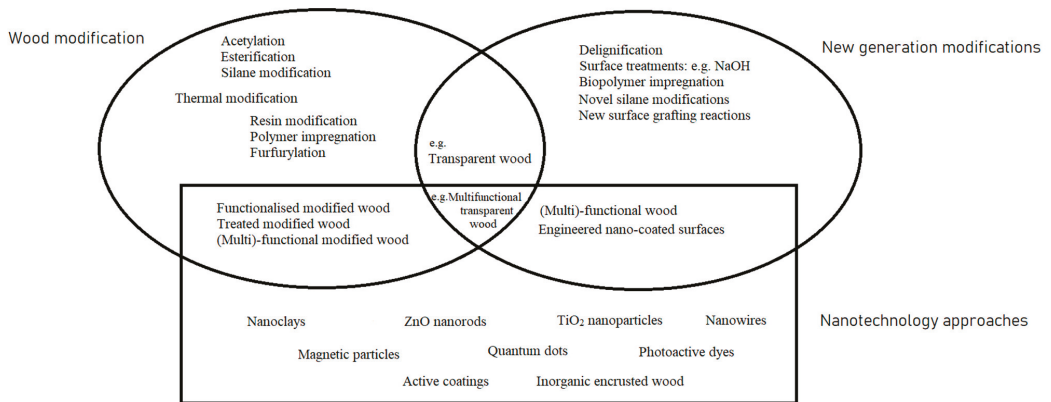 Wood modification
Acetylation
Esterification
Silane modification
Thermal modification
Resin modification
Polymer impregnation
Furfurylation
New generation modifications
Delignification
Surface treatments: e.g. NaOH
Biopolymer impregnation
Novel silane modifications
New surface grafting reactions
e.g.
Transparent wood
e.g.Multifunctional
transparent
wood
Functionalised modified wood
Treated modified wood
(Multi)-functional modified wood
(Multi)-functional wood
Engineered nano-coated surfaces
Nanotechnology approaches
Nanoclays
ZnO nanorods
TiO₂ nanoparticles
Nanowires
Magnetic particles
Quantum dots
Photoactive dyes
Active coatings
Inorganic encrusted wood